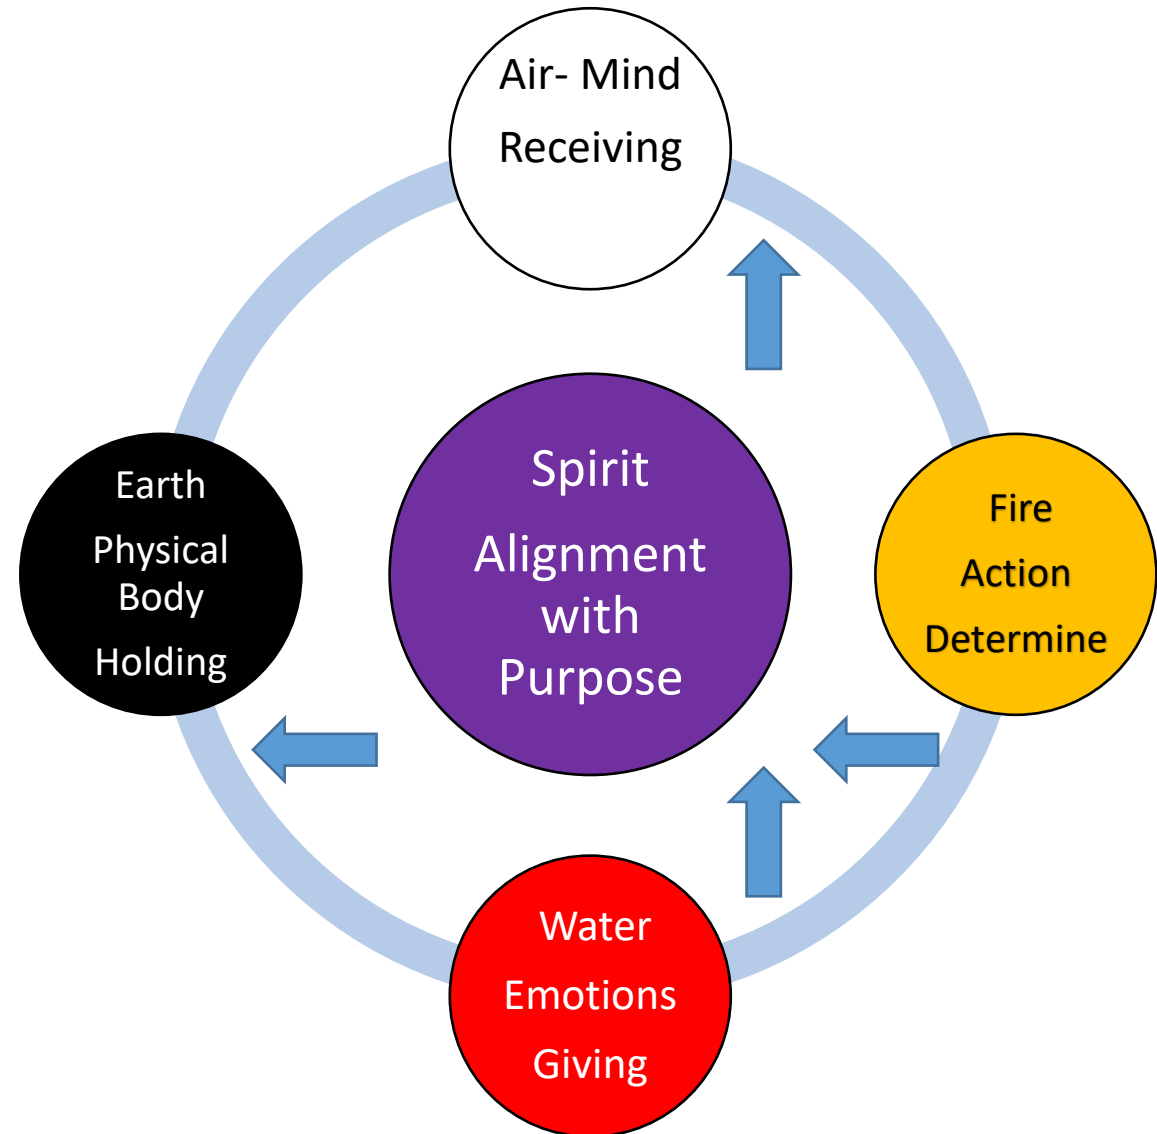 Air- Mind
Receiving
Earth
Physical
Body
Holding
Spirit
Alignment
with
Purpose
Fire
Action
Determine
Water
Emotions
Giving